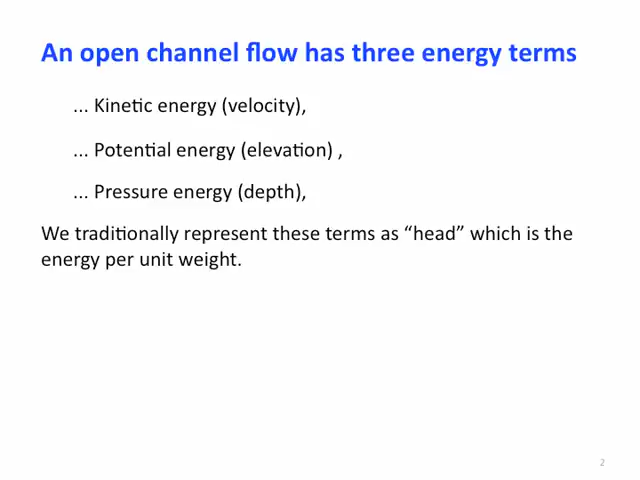 An open channel flow has three energy terms
... Kinetic energy (velocity),
... Potential energy (elevation) ,
... Pressure energy (depth),
We traditionally represent these terms as “head” which is the
energy per unit weight.
2